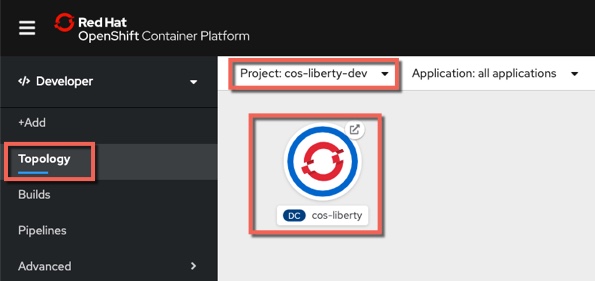 Red Hat
OpenShift Container Platform
</> Developer
Project: cos-liberty-dev
Application: all applications
+Add
Topology
Builds
Pipelines
Advanced
DC cos-liberty